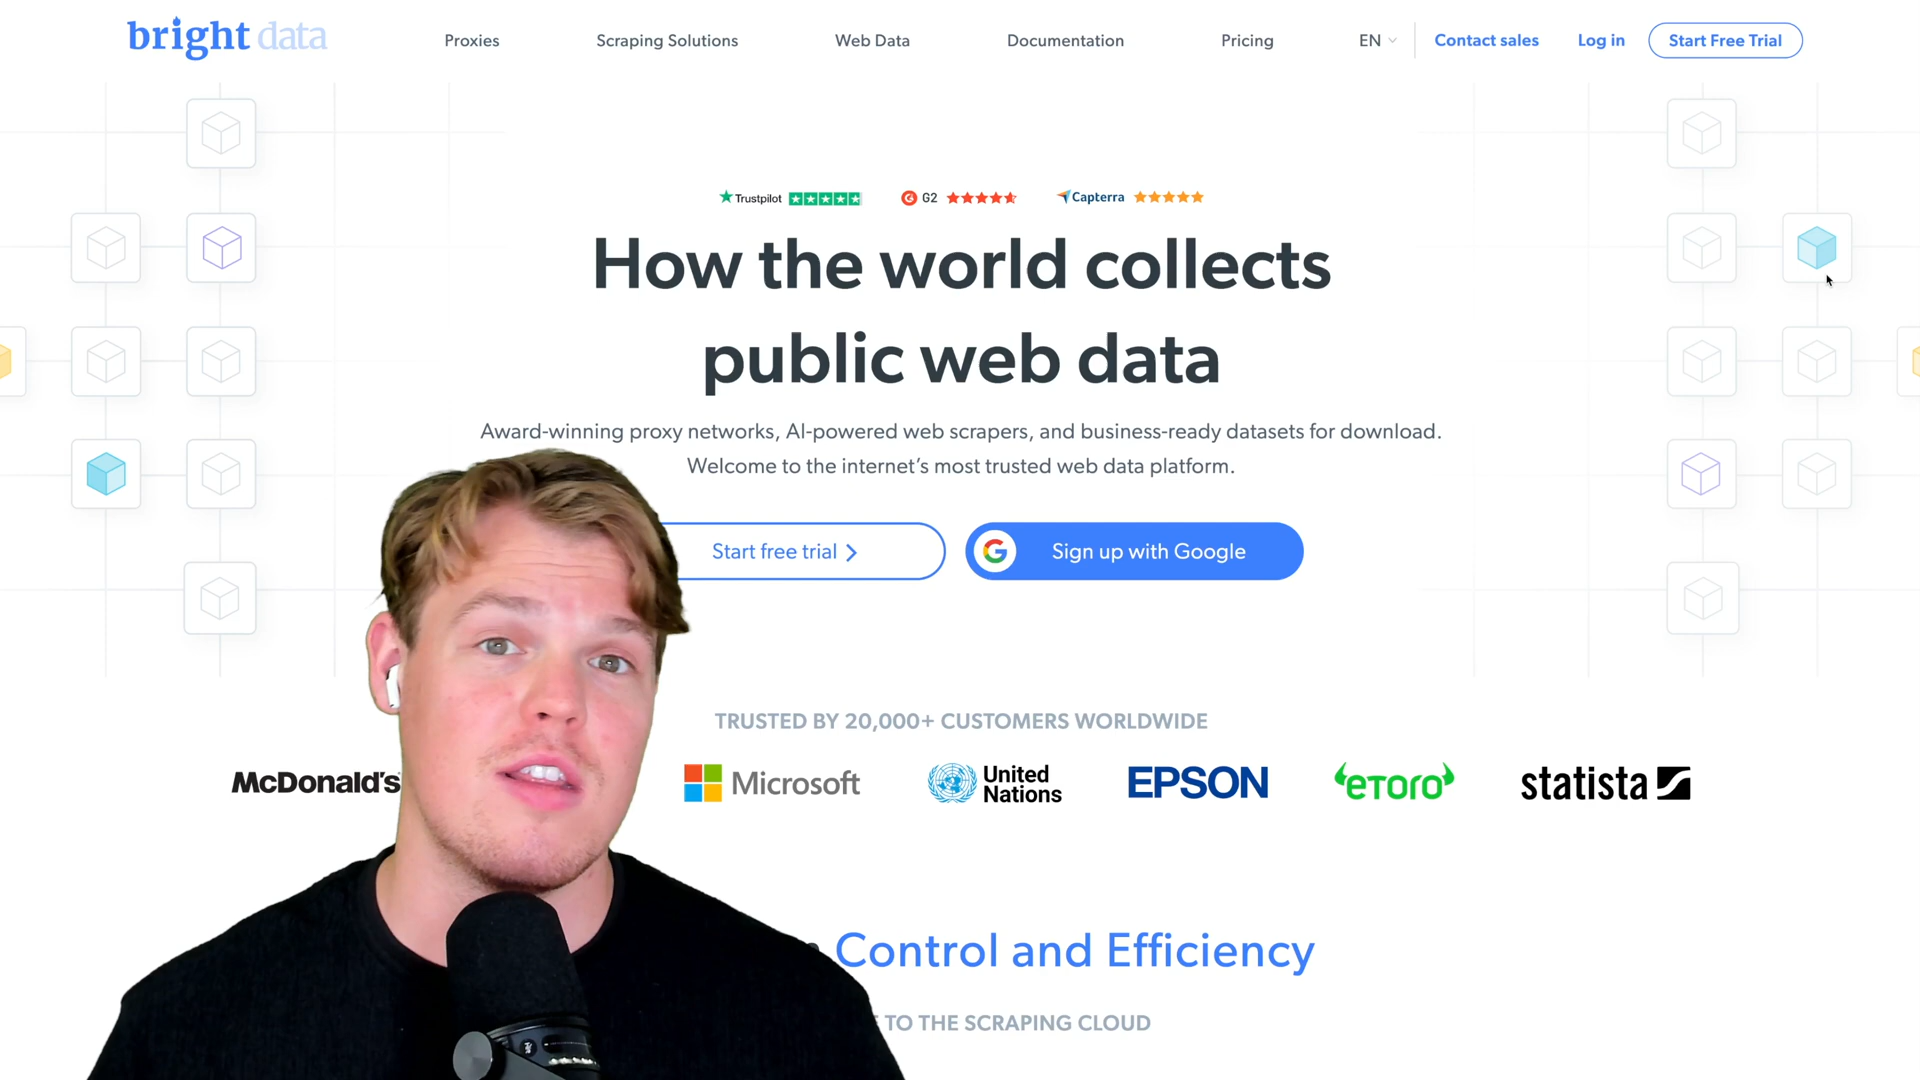 bright data
Proxies
Scraping Solutions
Web Data
Documentation
Pricing
EN
Contact sales
Log in
Start Free Trial
Trustpilot
G2
Capterra
How the world collects
public web data
Award-winning proxy networks, AI-powered web scrapers, and business-ready datasets for download.
Welcome to the internet's most trusted web data platform.
Start free trial
Sign up with Google
TRUSTED BY 20,000+ CUSTOMERS WORLDWIDE
McDonald's
Microsoft
United
Nations
EPSON
eToro
statista
Control and Efficiency
TO THE SCRAPING CLOUD